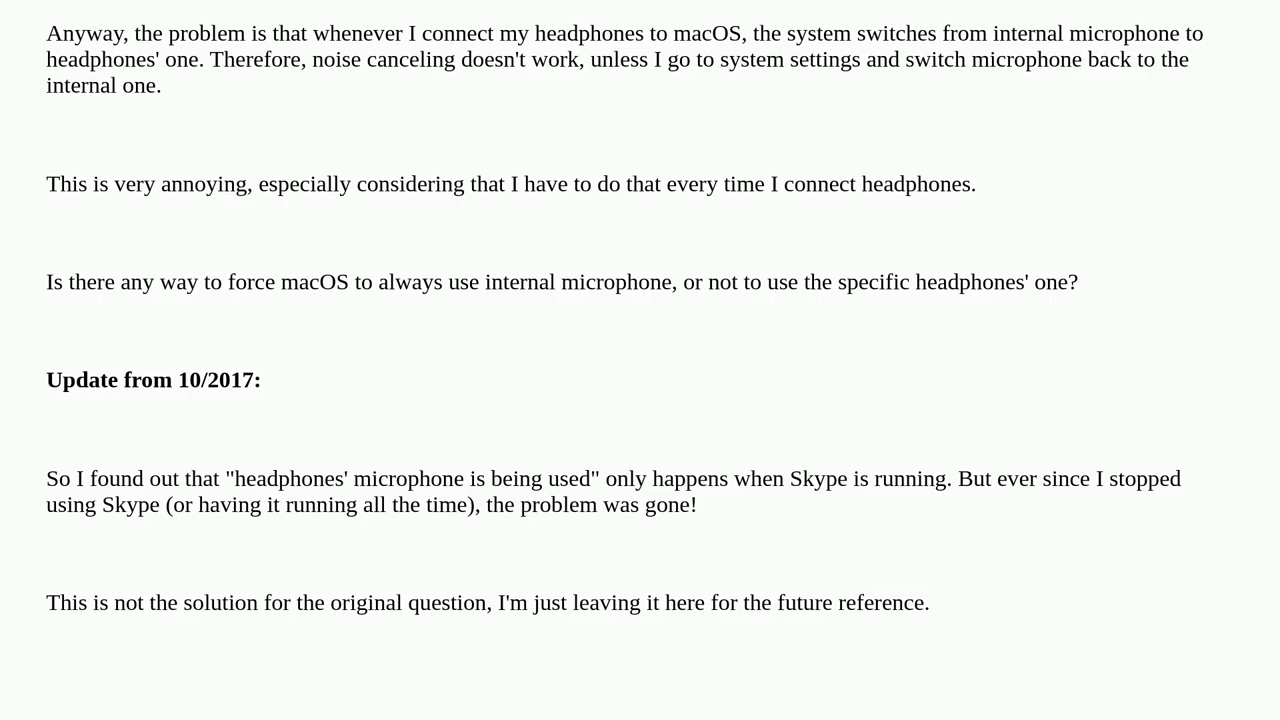 Anyway, the problem is that whenever I connect my headphones to macOS, the system switches from internal microphone to
headphones' one. Therefore, noise canceling doesn't work, unless I go to system settings and switch microphone back to the
internal one.
This is very annoying, especially considering that I have to do that every time I connect headphones.
Is there any way to force macOS to always use internal microphone, or not to use the specific headphones' one?
Update from 10/2017:
So I found out that "headphones' microphone is being used" only happens when Skype is running. But ever since I stopped
using Skype (or having it running all the time), the problem was gone!
This is not the solution for the original question, I'm just leaving it here for the future reference.